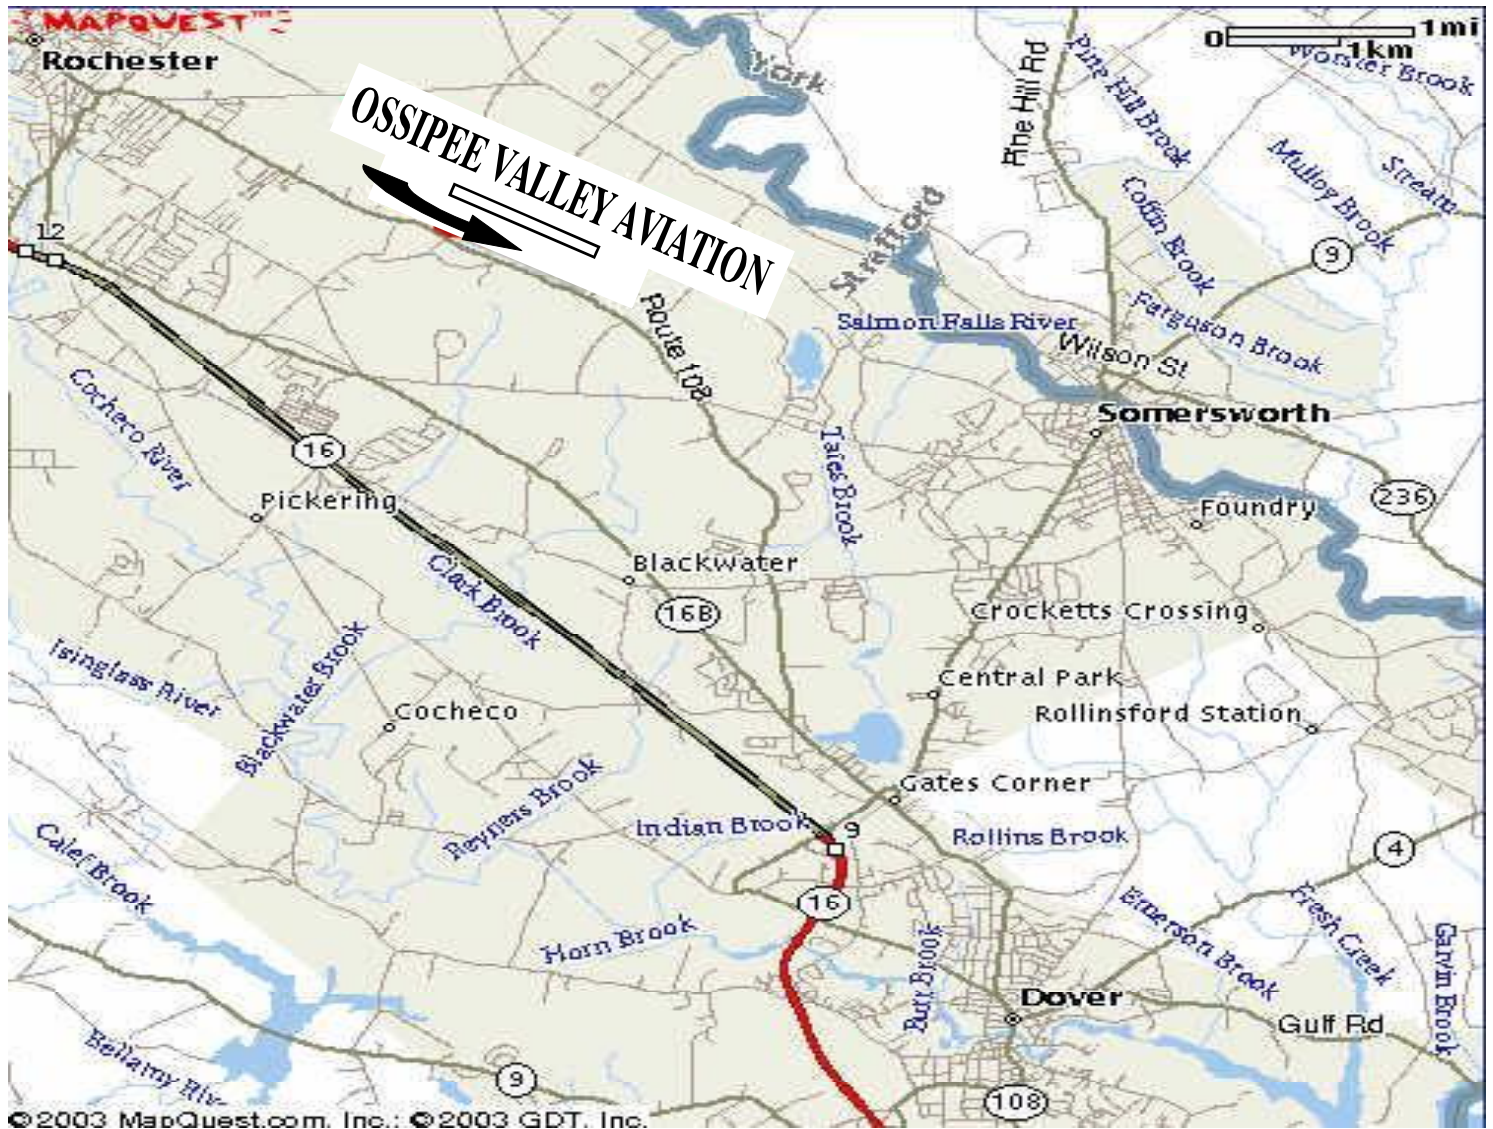 MAPQUEST™
0 1mi
1km
Rochester
York
Pine Hill Rd
Pine Hill Brook
Worster Brook
OSSIPEE VALLEY AVIATION
Mulloy Brook
Stream
Coffin Brook
Strafford
12
9
Route 108
Salmon Falls River
Ferguson Brook
Wilson St
Cocheco River
Somersworth
Tates Brook
16
Pickering
236
Foundry
Clark Brook
Blackwater
16B
Crocketts Crossing
Isinglass River
Blackwater Brook
Central Park
Cocheco
Rollinsford Station
Reyners Brook
Gates Corner
Indian Brook
9
Rollins Brook
4
Calef Brook
16
Emerson Brook
Fresh Creek
Garvin Brook
Horn Brook
Burr Brook
Dover
Gulf Rd
Bellamy Riv
9
108
©2003 MapQuest.com, Inc.; ©2003 GDT, Inc.